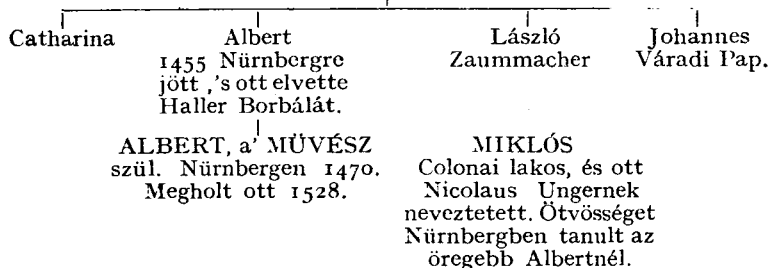 Catharina
Albert
1455 Nürnbergre
jött ,'s ott elvette
Haller Borbálát.
László
Zaummacher
Johannes
Váradi Pap.
ALBERT, a' MÜVÉSZ
szül. Nürnbergen 1470.
Megholt ott 1528.
MIKLÓS
Colonai lakos, és ott
Nicolaus Ungernek
neveztetett. Ötvösséget
Nürnbergben tanult az
öregebb Albertnél.